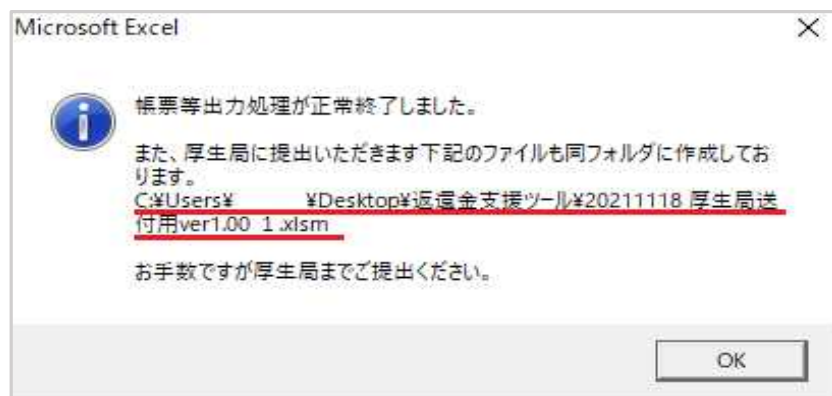 Microsoft Excel
帳票等出力処理が正常終了しました。
また、厚生局に提出いただきます下記のファイルも同フォルダに作成してお
ります。
C:¥Users¥ ¥Desktop¥返還金支援ツール¥20211118 厚生局送
付用ver1.00 1 .xlsm
お手数ですが厚生局までご提出ください。
OK